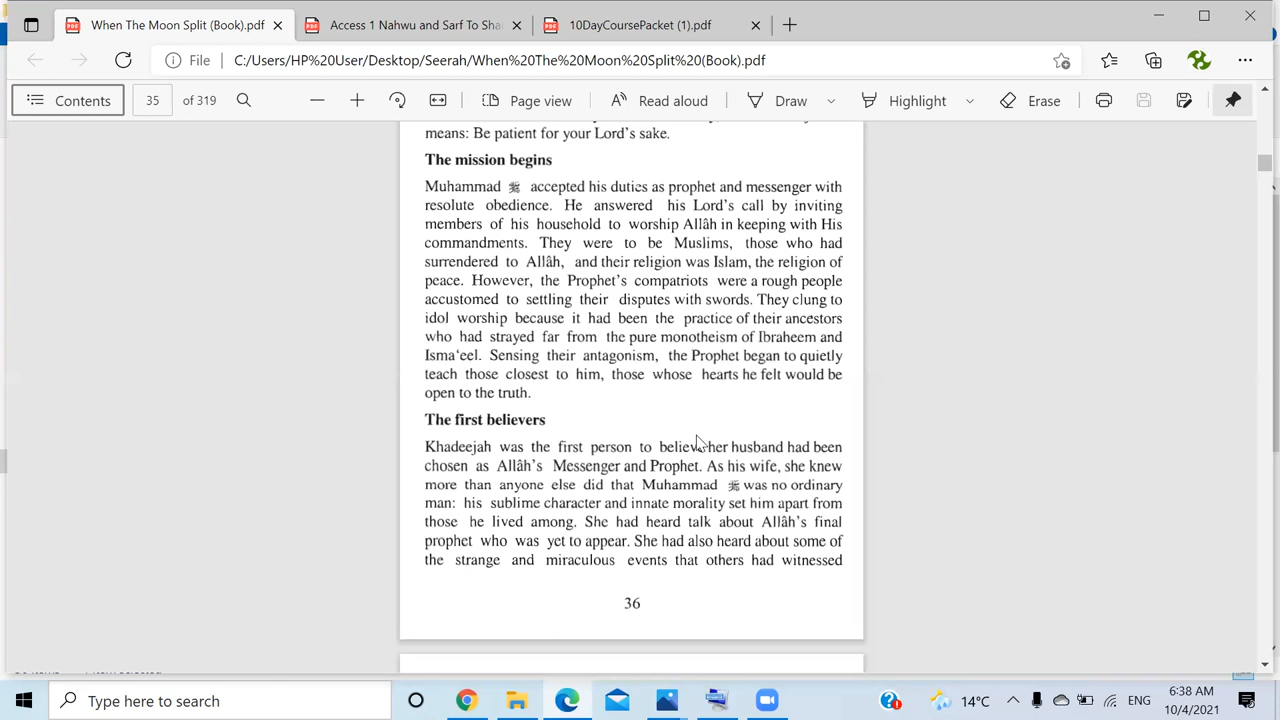 When The Moon Split (Book).pdf
Access 1 Nahwu and Sarf To Sha
10DayCoursePacket (1).pdf
File
C:/Users/HP%20User/Desktop/Seerah/When%20The%20Moon%20Split%20(Book).pdf
Contents
35
of 319
Page view
Read aloud
Draw
Highlight
Erase
means: Be patient for your Lord's sake.
The mission begins
Muhammad ﷺ accepted his duties as prophet and messenger with
resolute obedience. He answered his Lord's call by inviting
members of his household to worship Allâh in keeping with His
commandments. They were to be Muslims, those who had
surrendered to Allâh, and their religion was Islam, the religion of
peace. However, the Prophet's compatriots were a rough people
accustomed to settling their disputes with swords. They clung to
idol worship because it had been the practice of their ancestors
who had strayed far from the pure monotheism of Ibraheem and
Isma‘eel. Sensing their antagonism, the Prophet began to quietly
teach those closest to him, those whose hearts he felt would be
open to the truth.
The first believers
Khadeejah was the first person to believe her husband had been
chosen as Allâh's Messenger and Prophet. As his wife, she knew
more than anyone else did that Muhammad ﷺ was no ordinary
man: his sublime character and innate morality set him apart from
those he lived among. She had heard talk about Allâh's final
prophet who was yet to appear. She had also heard about some of
the strange and miraculous events that others had witnessed
36
Type here to search
14°C
ENG
6:38 AM
10/4/2021